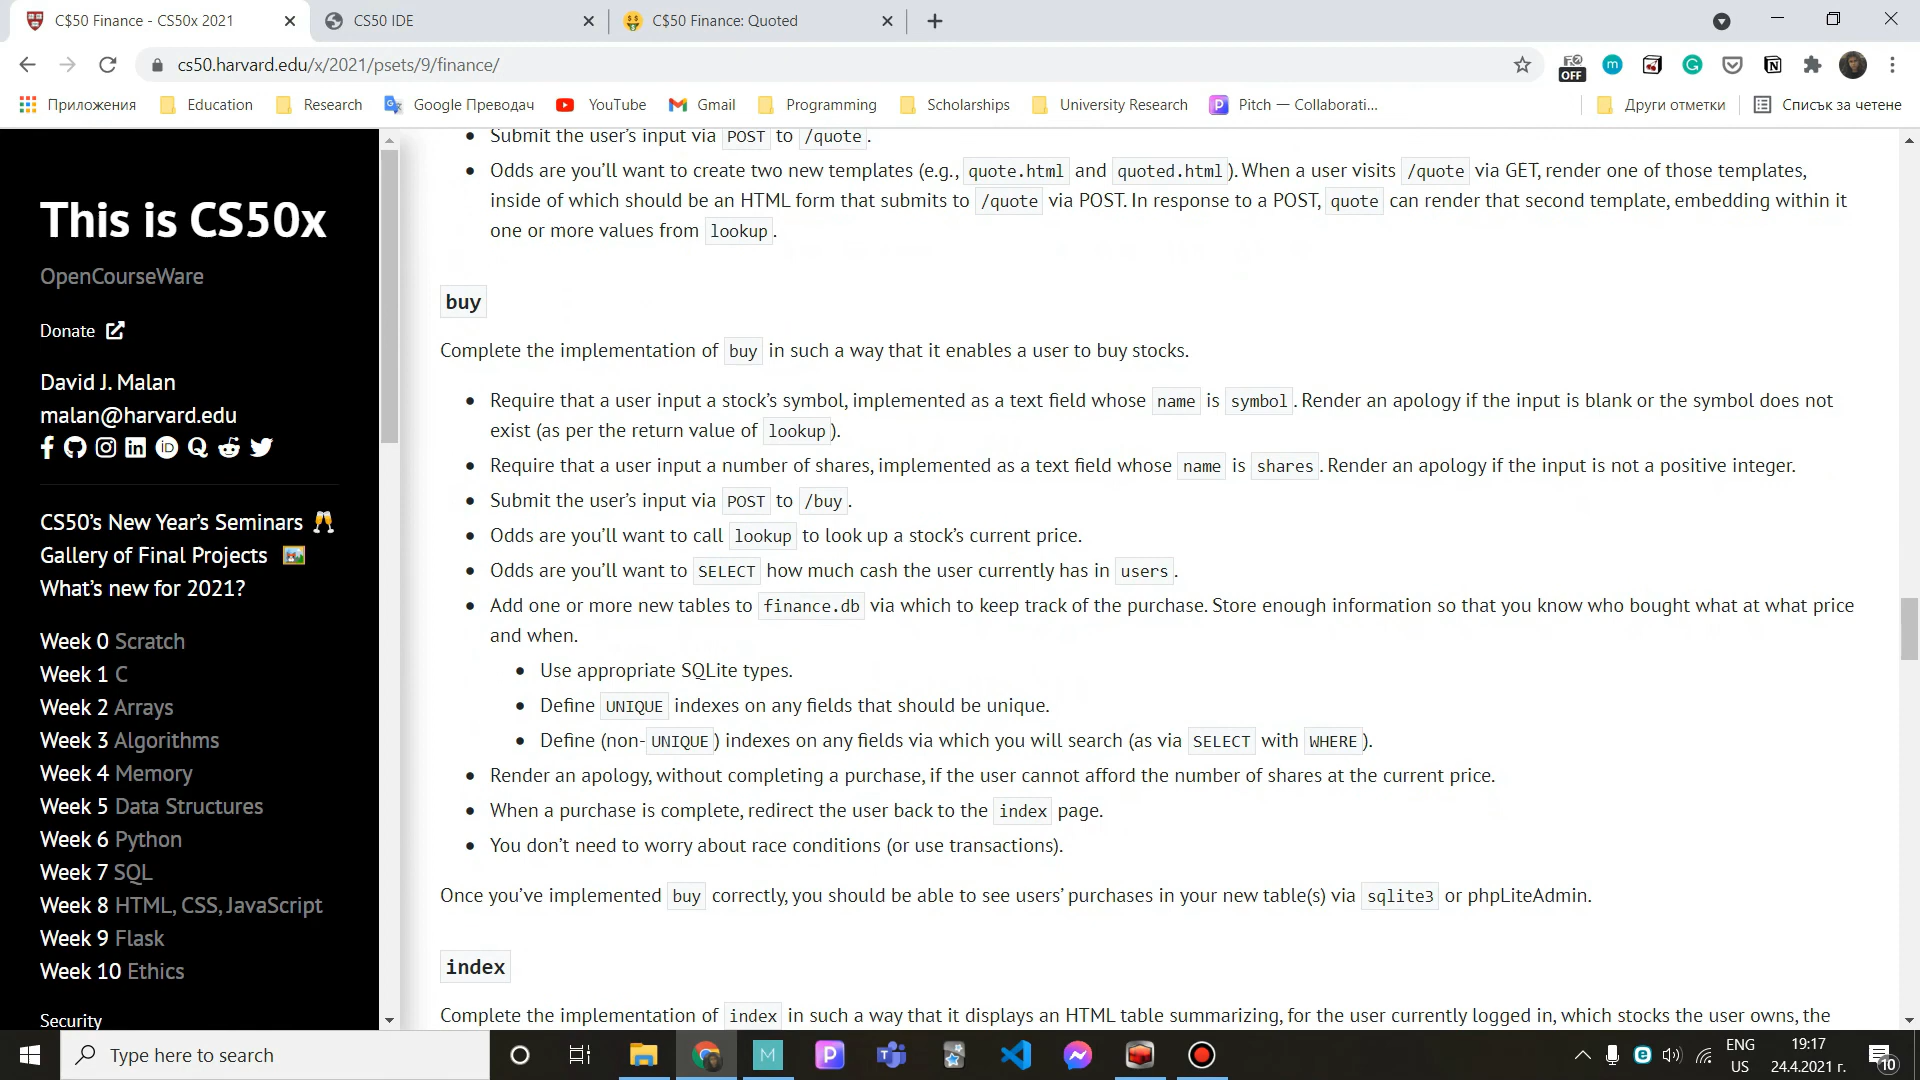 C$50 Finance - CS50x 2021
CS50 IDE
C$50 Finance: Quoted
cs50.harvard.edu/x/2021/psets/9/finance/
OFF
Приложения
Education
Research
Google Преводач
YouTube
Gmail
Programming
Scholarships
University Research
Pitch — Collaborati...
Други отметки
Списък за четене
This is CS50x
OpenCourseWare
Donate
David J. Malan
malan@harvard.edu
CS50’s New Year’s Seminars 🥂
Gallery of Final Projects 🖼️
What’s new for 2021?
Week 0 Scratch
Week 1 C
Week 2 Arrays
Week 3 Algorithms
Week 4 Memory
Week 5 Data Structures
Week 6 Python
Week 7 SQL
Week 8 HTML, CSS, JavaScript
Week 9 Flask
Week 10 Ethics
Security
• Submit the user’s input via POST to /quote.
• Odds are you’ll want to create two new templates (e.g., quote.html and quoted.html). When a user visits /quote via GET, render one of those templates,
inside of which should be an HTML form that submits to /quote via POST. In response to a POST, quote can render that second template, embedding within it
one or more values from lookup.
buy
Complete the implementation of buy in such a way that it enables a user to buy stocks.
• Require that a user input a stock’s symbol, implemented as a text field whose name is symbol. Render an apology if the input is blank or the symbol does not
exist (as per the return value of lookup).
• Require that a user input a number of shares, implemented as a text field whose name is shares. Render an apology if the input is not a positive integer.
• Submit the user’s input via POST to /buy.
• Odds are you’ll want to call lookup to look up a stock’s current price.
• Odds are you’ll want to SELECT how much cash the user currently has in users.
• Add one or more new tables to finance.db via which to keep track of the purchase. Store enough information so that you know who bought what at what price
and when.
• Use appropriate SQLite types.
• Define UNIQUE indexes on any fields that should be unique.
• Define (non-UNIQUE) indexes on any fields via which you will search (as via SELECT with WHERE).
• Render an apology, without completing a purchase, if the user cannot afford the number of shares at the current price.
• When a purchase is complete, redirect the user back to the index page.
• You don’t need to worry about race conditions (or use transactions).
Once you’ve implemented buy correctly, you should be able to see users’ purchases in your new table(s) via sqlite3 or phpLiteAdmin.
index
Complete the implementation of index in such a way that it displays an HTML table summarizing, for the user currently logged in, which stocks the user owns, the
Type here to search
ENG
US
19:17
24.4.2021 г.
10